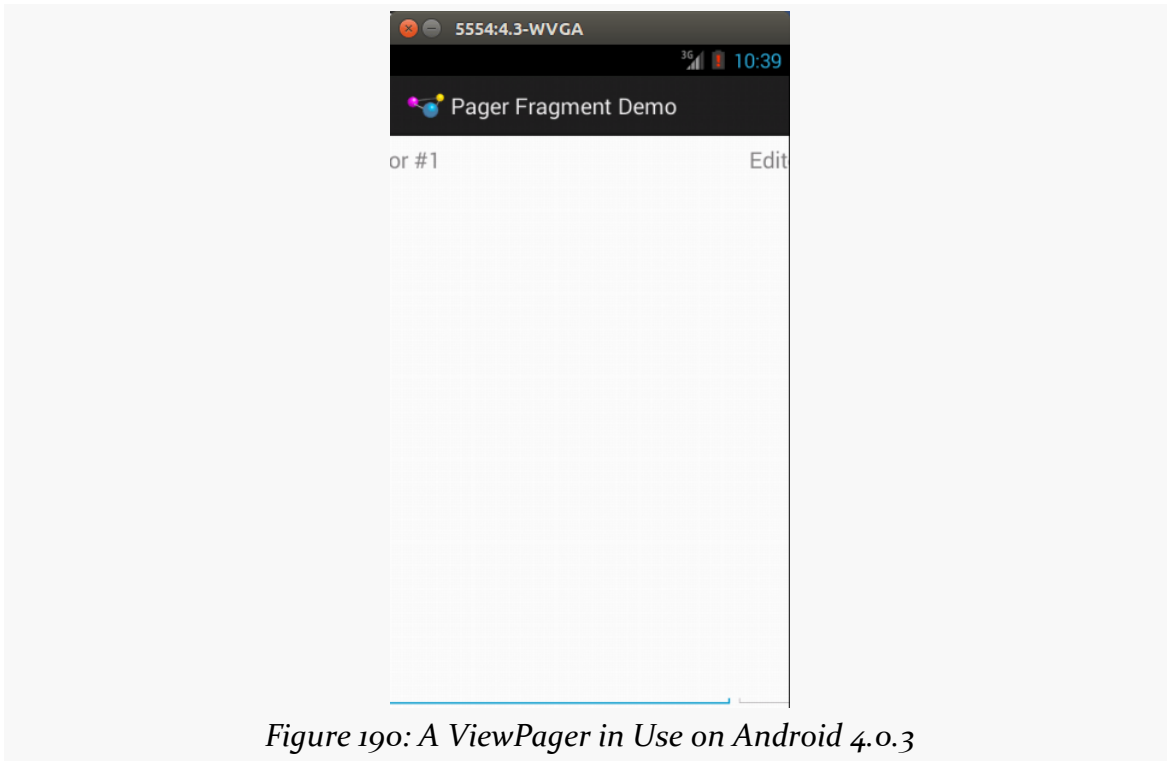 5554:4.3-WVGA
3G 10:39
Pager Fragment Demo
or #1 Edit
Figure 190: A ViewPager in Use on Android 4.0.3